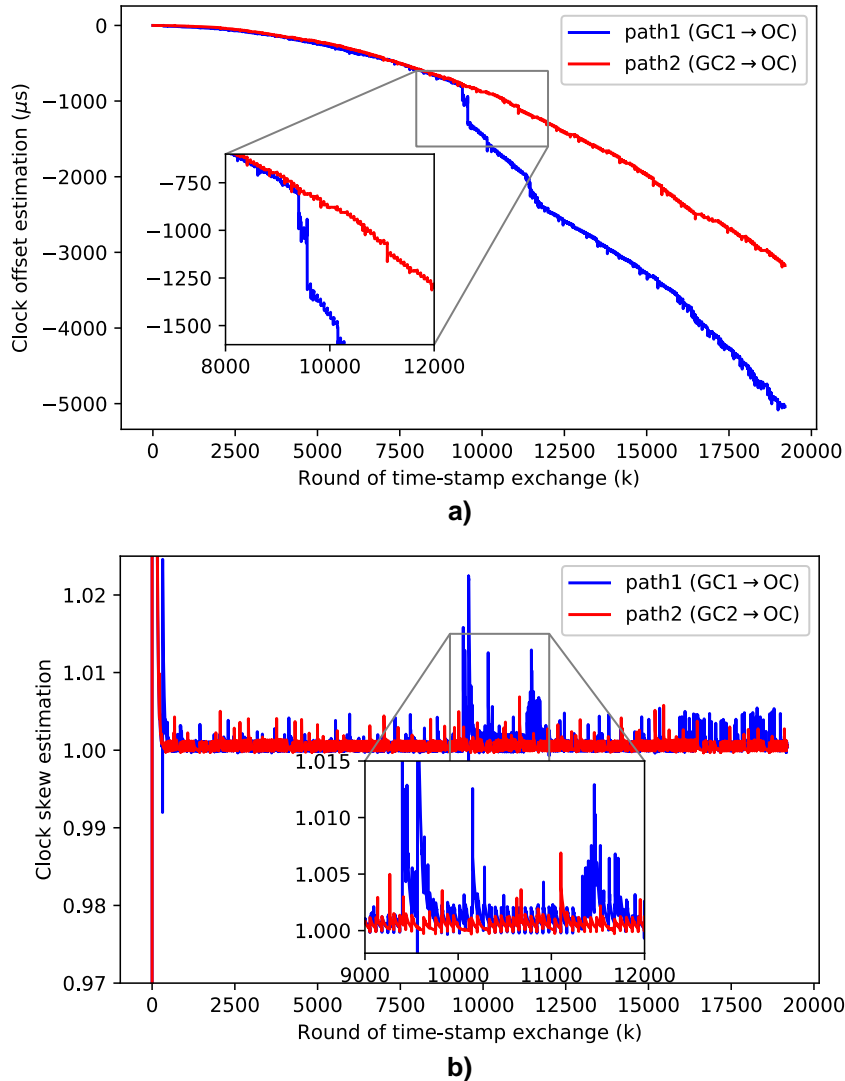 0
−1000
−2000
−3000
−4000
−5000
Clock offset estimation (μs)
path1 (GC1→OC)
path2 (GC2→OC)
−750
−1000
−1250
−1500
8000 10000 12000
0 2500 5000 7500 10000 12500 15000 17500 20000
Round of time-stamp exchange (k)
a)
1.02
1.01
1.00
0.99
0.98
0.97
Clock skew estimation
path1 (GC1→OC)
path2 (GC2→OC)
1.015
1.010
1.005
1.000
9000 10000 11000 12000
0 2500 5000 7500 10000 12500 15000 17500 20000
Round of time-stamp exchange (k)
b)